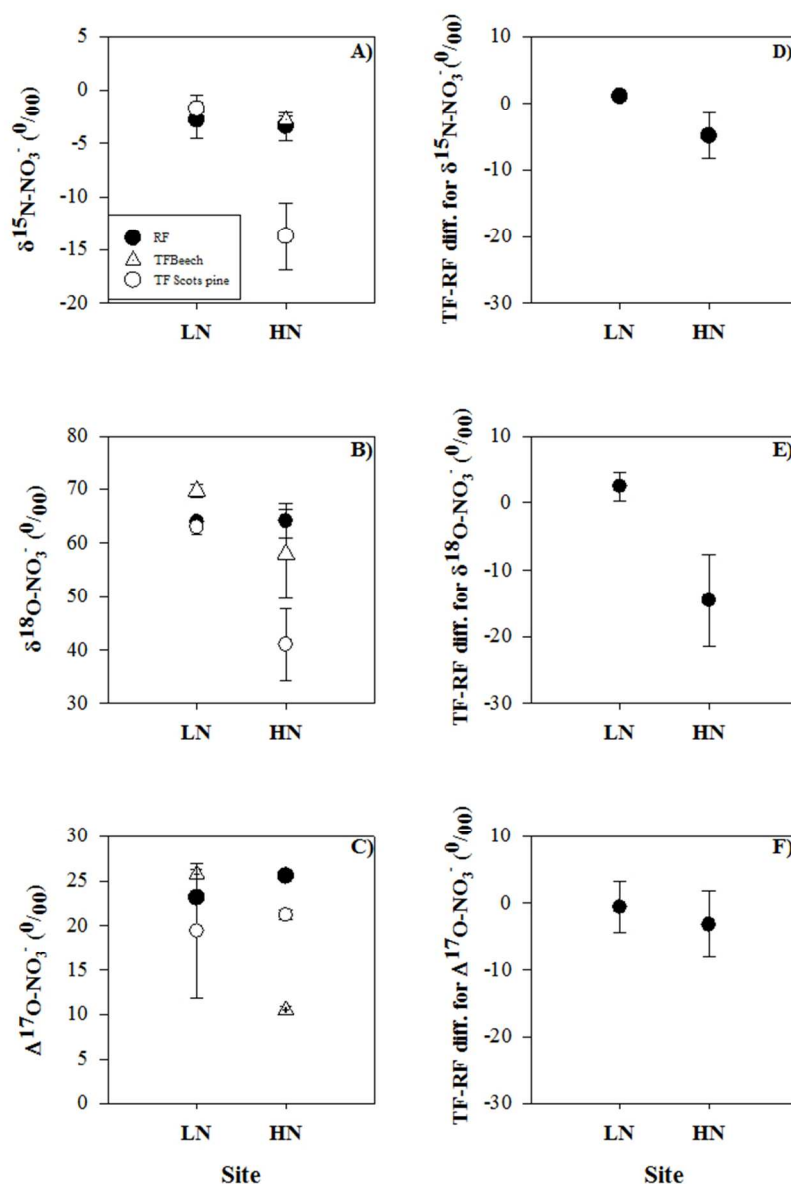 A)
δ15N-NO3- (0/00)
5
0
-5
-10
-15
-20
RF
TFBeech
TF Scots pine
LN
HN
D)
TF-RF diff. for δ15N-NO3- (0/00)
10
0
-10
-20
-30
LN
HN
B)
δ18O-NO3- (0/00)
80
70
60
50
40
30
LN
HN
E)
TF-RF diff. for δ18O-NO3- (0/00)
10
0
-10
-20
-30
LN
HN
C)
Δ17O-NO3- (0/00)
30
25
20
15
10
5
0
LN
HN
Site
F)
TF-RF diff. for Δ17O-NO3- (0/00)
10
0
-10
-20
-30
LN
HN
Site